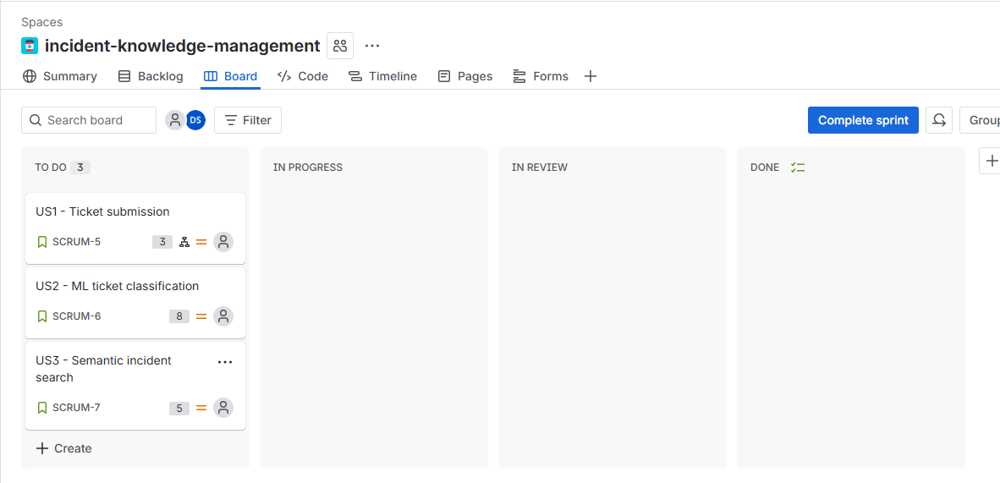 Spaces
incident-knowledge-management
Summary Backlog Board Code Timeline Pages Forms
Search board DS Filter Complete sprint Group
TO DO 3 IN PROGRESS IN REVIEW DONE
US1 - Ticket submission
SCRUM-5 3
US2 - ML ticket classification
SCRUM-6 8
US3 - Semantic incident
search
SCRUM-7 5
Create